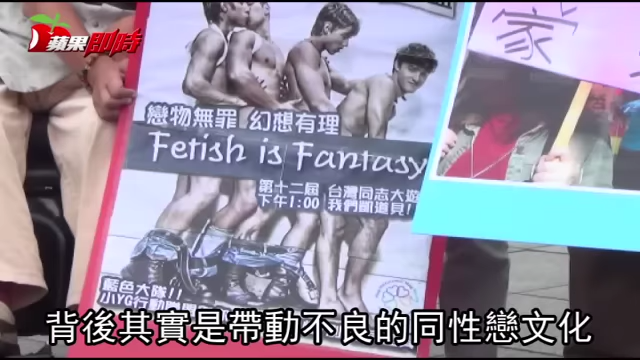 蘋果即時
家
戀物無罪 幻想有理
Fetish is Fantasy
第十二屆 台灣同志大遊
下午1:00 我們凱道見!
藍色大隊!!
小YG行動聯盟
背後其實是帶動不良的同性戀文化